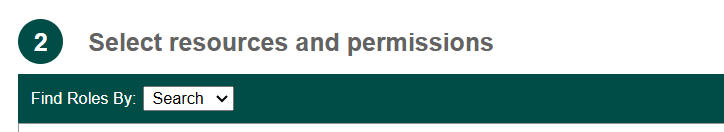 2 Select resources and permissions
Find Roles By: Search